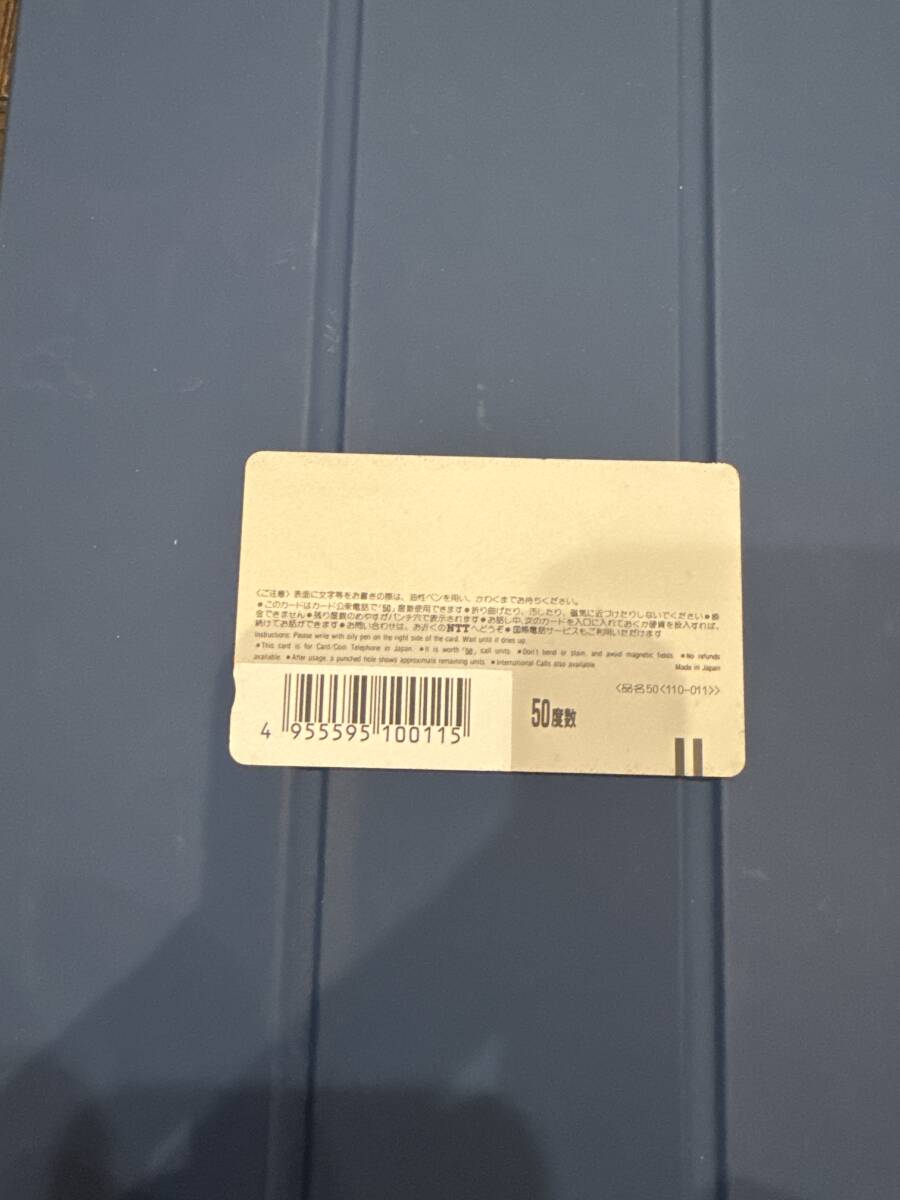 〈ご注意〉表面に文字等をお書きの際は、油性ペンを用い、かわくまでお待ちください。
●このカードはカード公衆電話で「50」度数使用できます●折り曲げたり、汚したり、磁気に近づけたりしないでください●換
金できません●残り度数のめやすがパンチ穴で表示されます●お話し中、次のカードを入口に入れておくか硬貨を投入すれば、
続けてお話ができます●お問い合わせは、お近くのNTTへどうぞ●国際電話サービスもご利用いただけます
Instructions: Please write with oily pen on the right side of the card. Wait until it dries up.
●This card is for Card/Coin Telephone in Japan. ●It is worth「50」call units. ●Don't bend or stain, and avoid magnetic fields. ●No refunds
available. ●After usage, a punched hole shows approximate remaining units. ●International Calls also available.
Made in Japan
〈品名50〈110-011〉〉
50度数
4 955595 100115